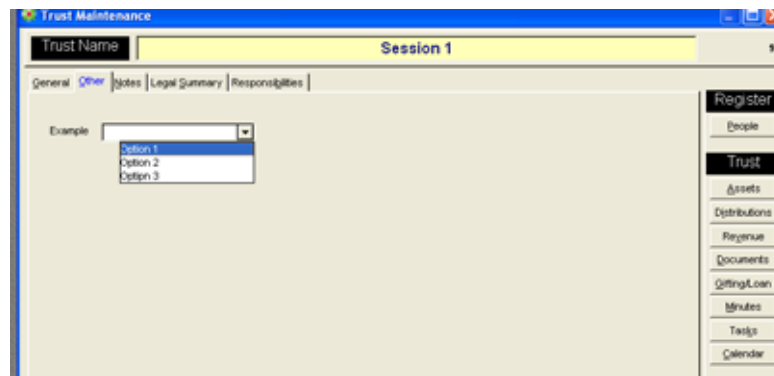 Trust Maintenance
Trust Name Session 1
General Other Notes Legal Summary Responsibilities
Register
Example
People
Option 1
Option 2
Optipn 3
Trust
Assets
Distributions
Revenue
Documents
Gifting/Loan
Minutes
Tasks
Calendar